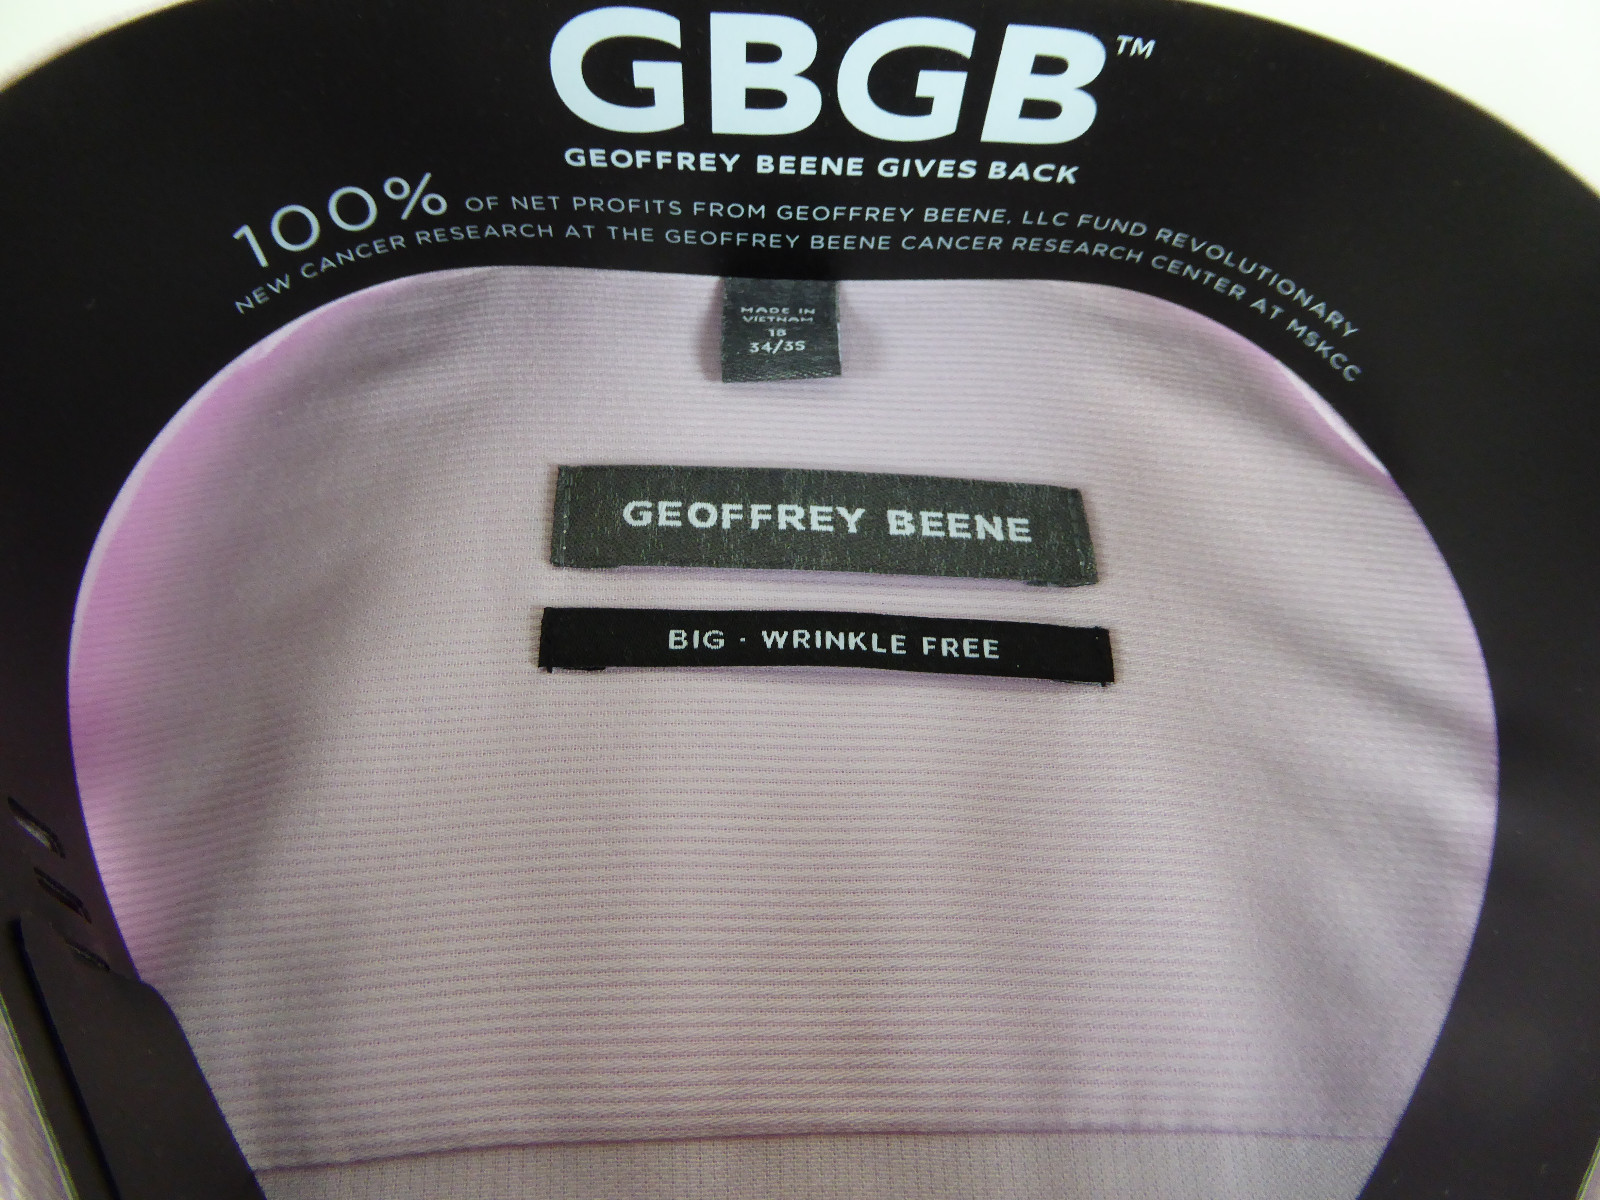 GBGB™
GEOFFREY BEENE GIVES BACK
100% OF NET PROFITS FROM GEOFFREY BEENE, LLC FUND REVOLUTIONARY
NEW CANCER RESEARCH AT THE GEOFFREY BEENE CANCER RESEARCH CENTER AT MSKCC
MADE IN
VIETNAM
18
34/35
GEOFFREY BEENE
BIG · WRINKLE FREE